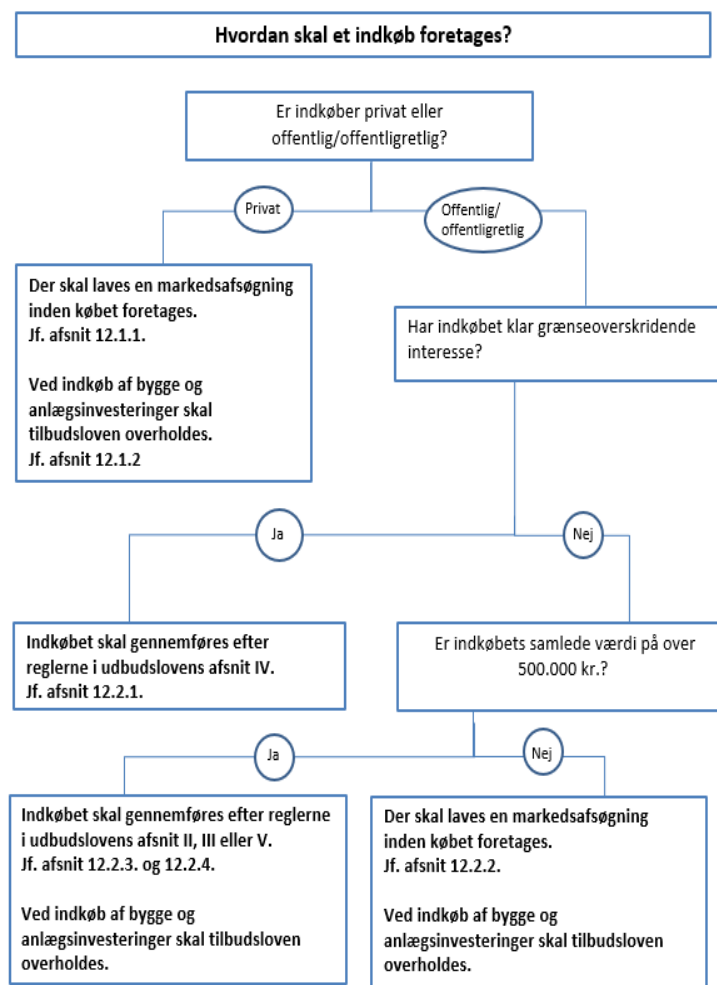 Hvordan skal et indkøb foretages?
Er indkøber privat eller
offentlig/offentligretlig?
Privat
Offentlig/
offentligretlig
Der skal laves en markedsafsøgning
inden købet foretages.
Jf. afsnit 12.1.1.
Ved indkøb af bygge og
anlægsinvesteringer skal
tilbudsloven overholdes.
Jf. afsnit 12.1.2
Har indkøbet klar grænseoverskridende
interesse?
Ja
Nej
Indkøbet skal gennemføres efter
reglerne i udbudslovens afsnit IV.
Jf. afsnit 12.2.1.
Er indkøbets samlede værdi på over
500.000 kr.?
Ja
Nej
Indkøbet skal gennemføres efter reglerne
i udbudslovens afsnit II, III eller V.
Jf. afsnit 12.2.3. og 12.2.4.
Ved indkøb af bygge og
anlægsinvesteringer skal tilbudsloven
overholdes.
Der skal laves en markedsafsøgning
inden købet foretages.
Jf. afsnit 12.2.2.
Ved indkøb af bygge og
anlægsinvesteringer skal tilbudsloven
overholdes.